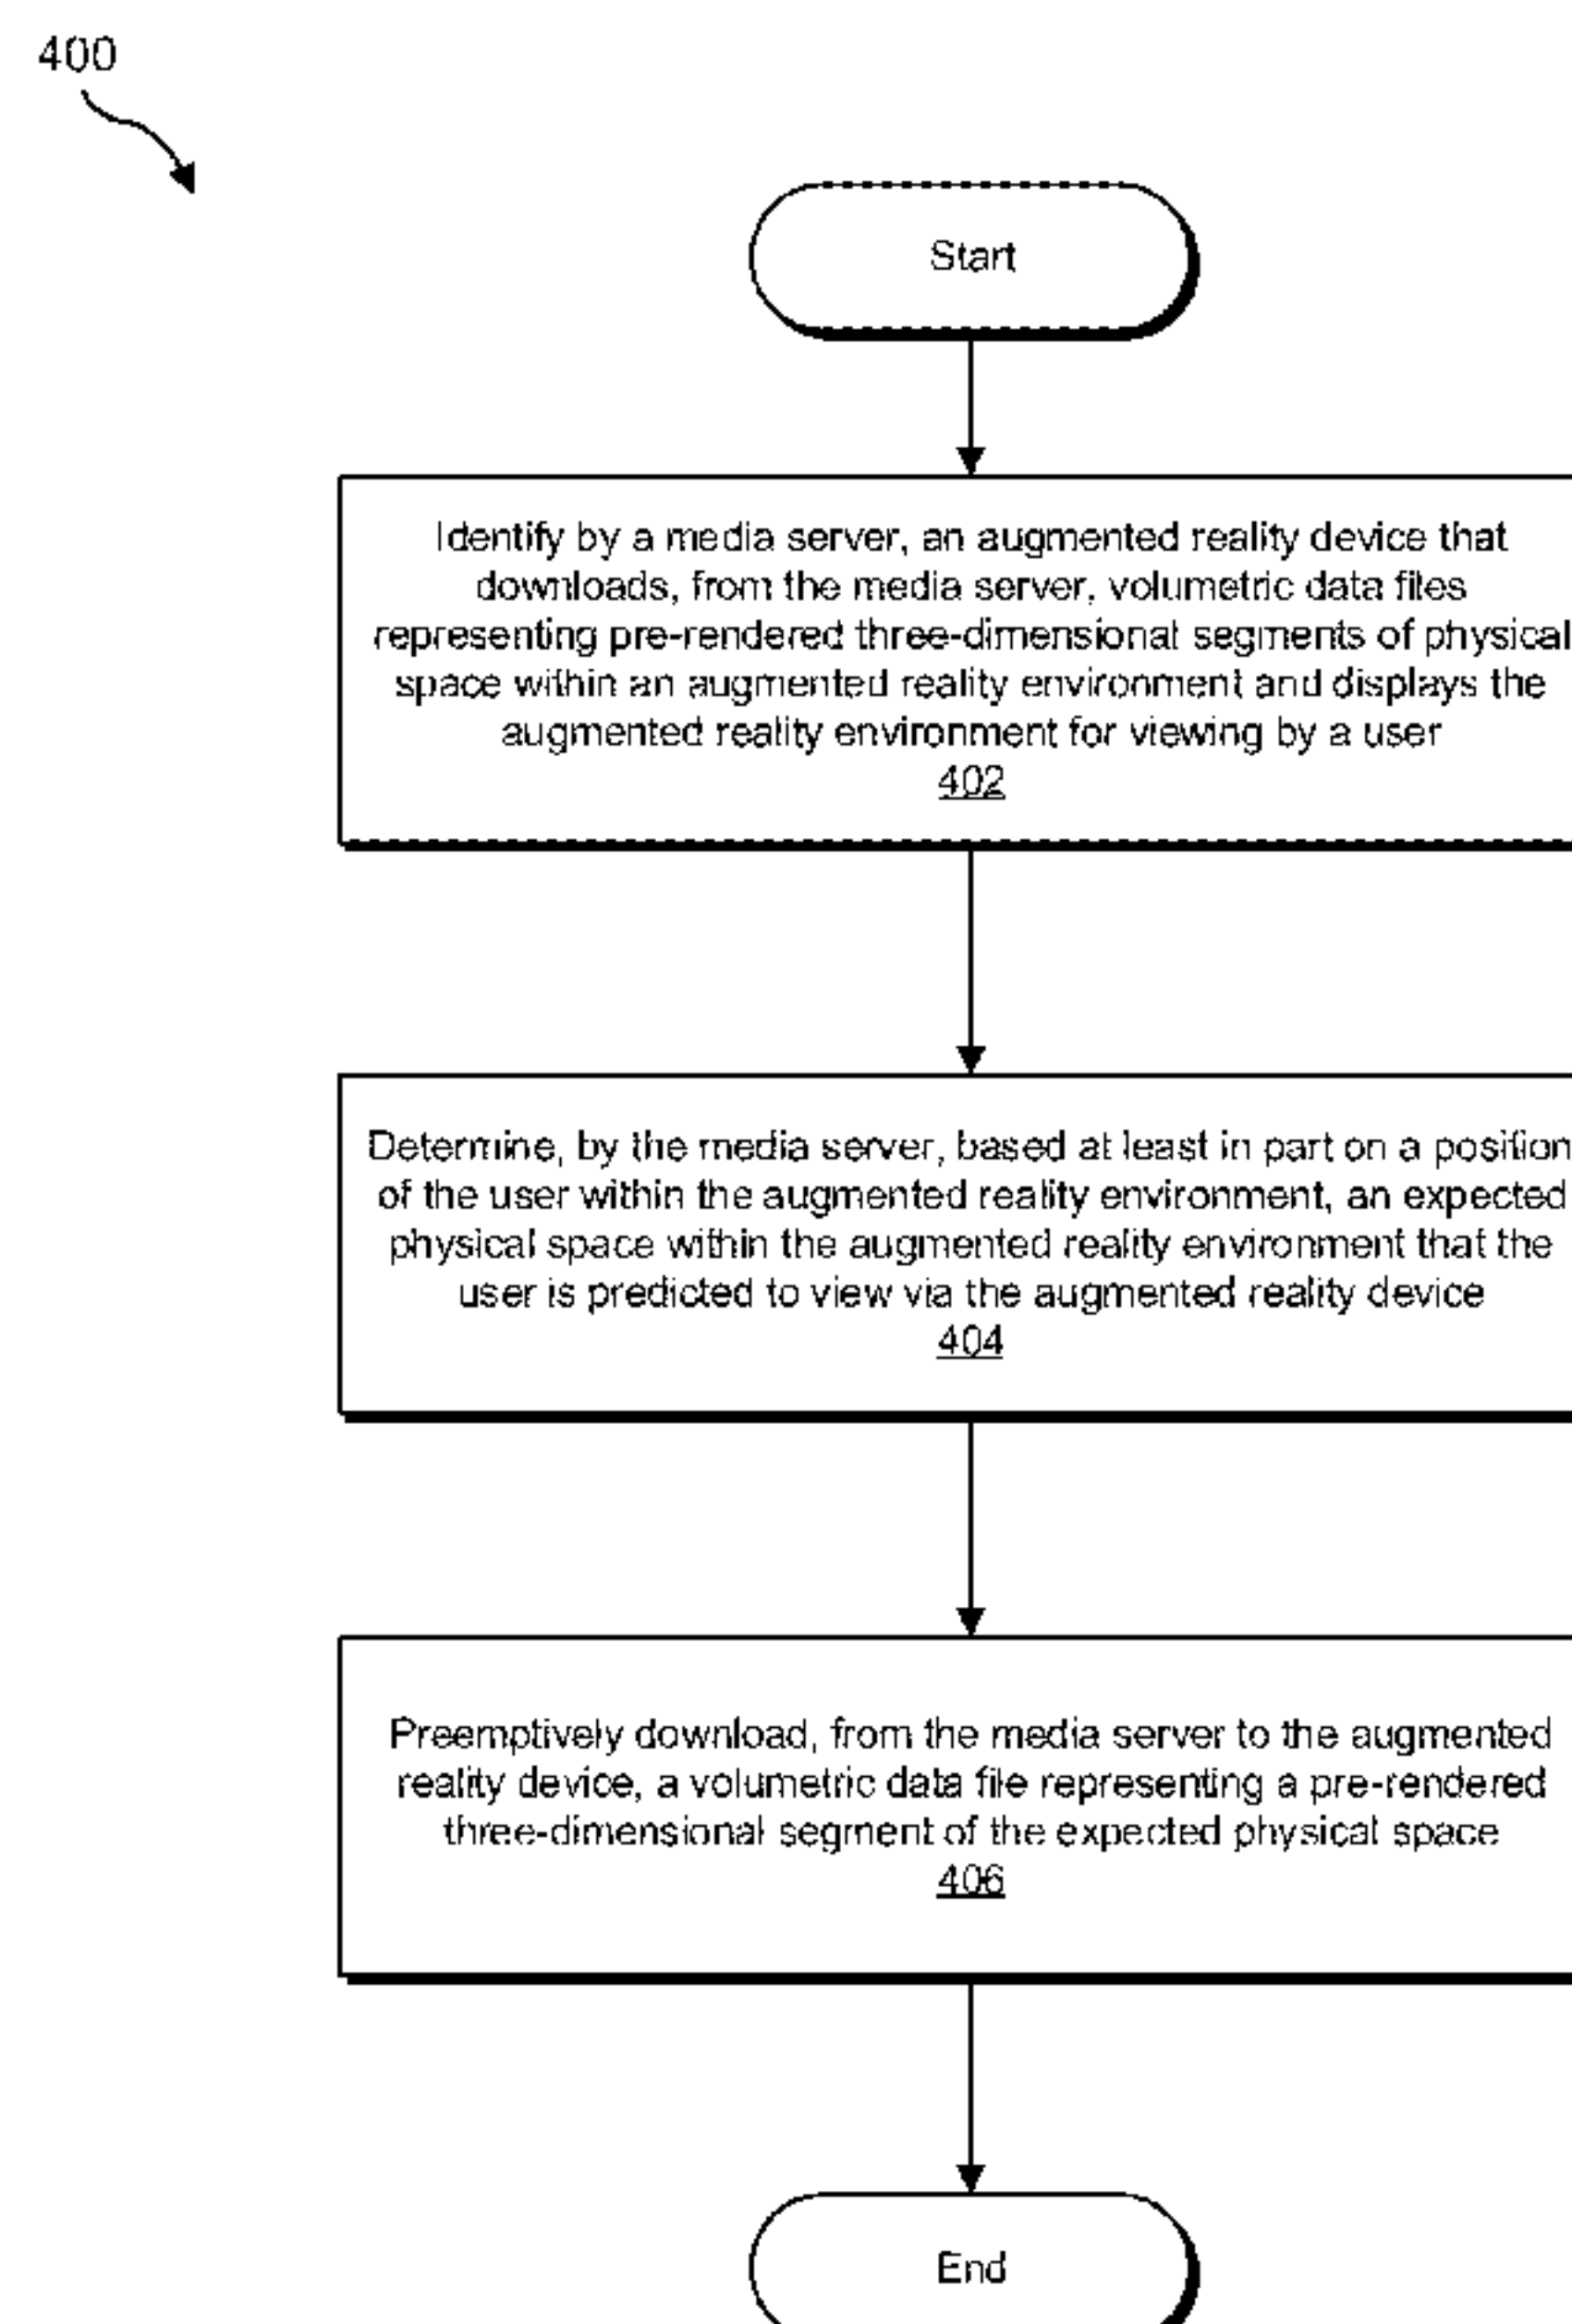 400
Start
Identify by a media server, an augmented reality device that
downloads, from the media server, volumetric data files
representing pre-rendered three-dimensional segments of physical
space within an augmented reality environment and displays the
augmented reality environment for viewing by a user
402
Determine, by the media server, based at least in part on a position
of the user within the augmented reality environment, an expected
physical space within the augmented reality environment that the
user is predicted to view via the augmented reality device
404
Preemptively download, from the media server to the augmented
reality device, a volumetric data file representing a pre-rendered
three-dimensional segment of the expected physical space
406
End